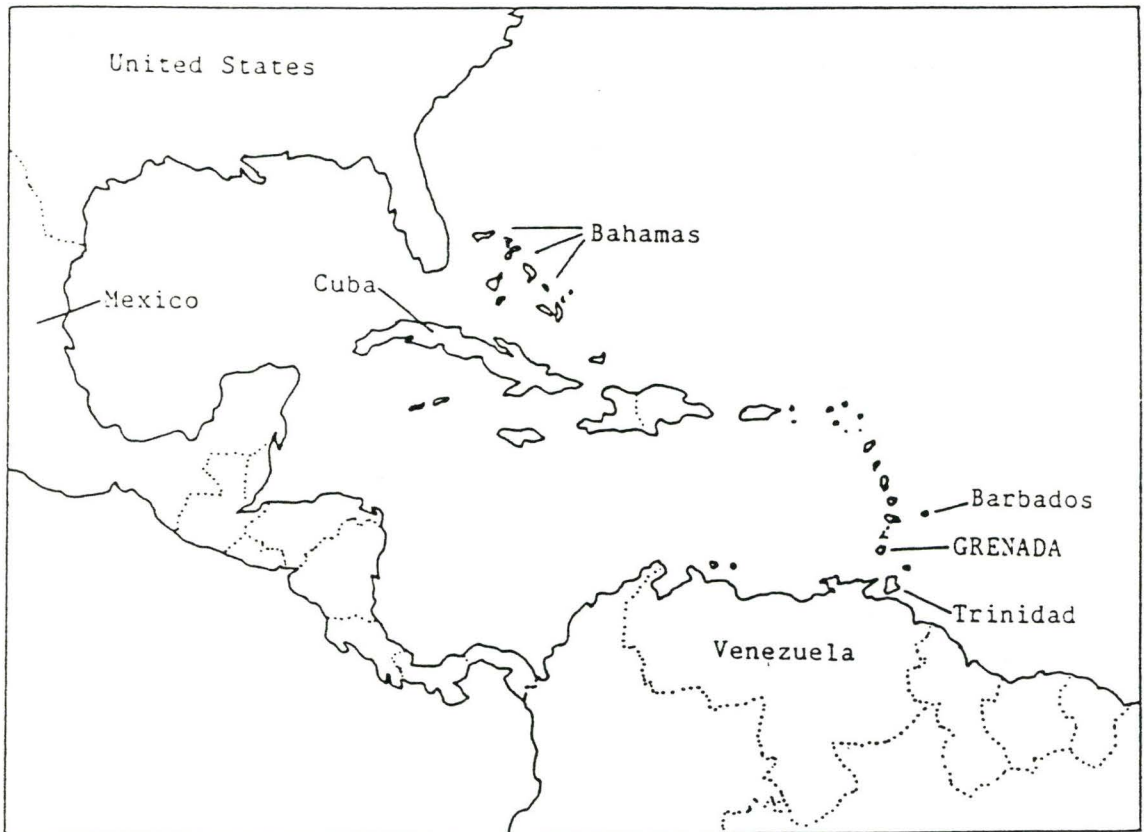 United States
Bahamas
Mexico
Cuba
Barbados
GRENADA
Trinidad
Venezuela